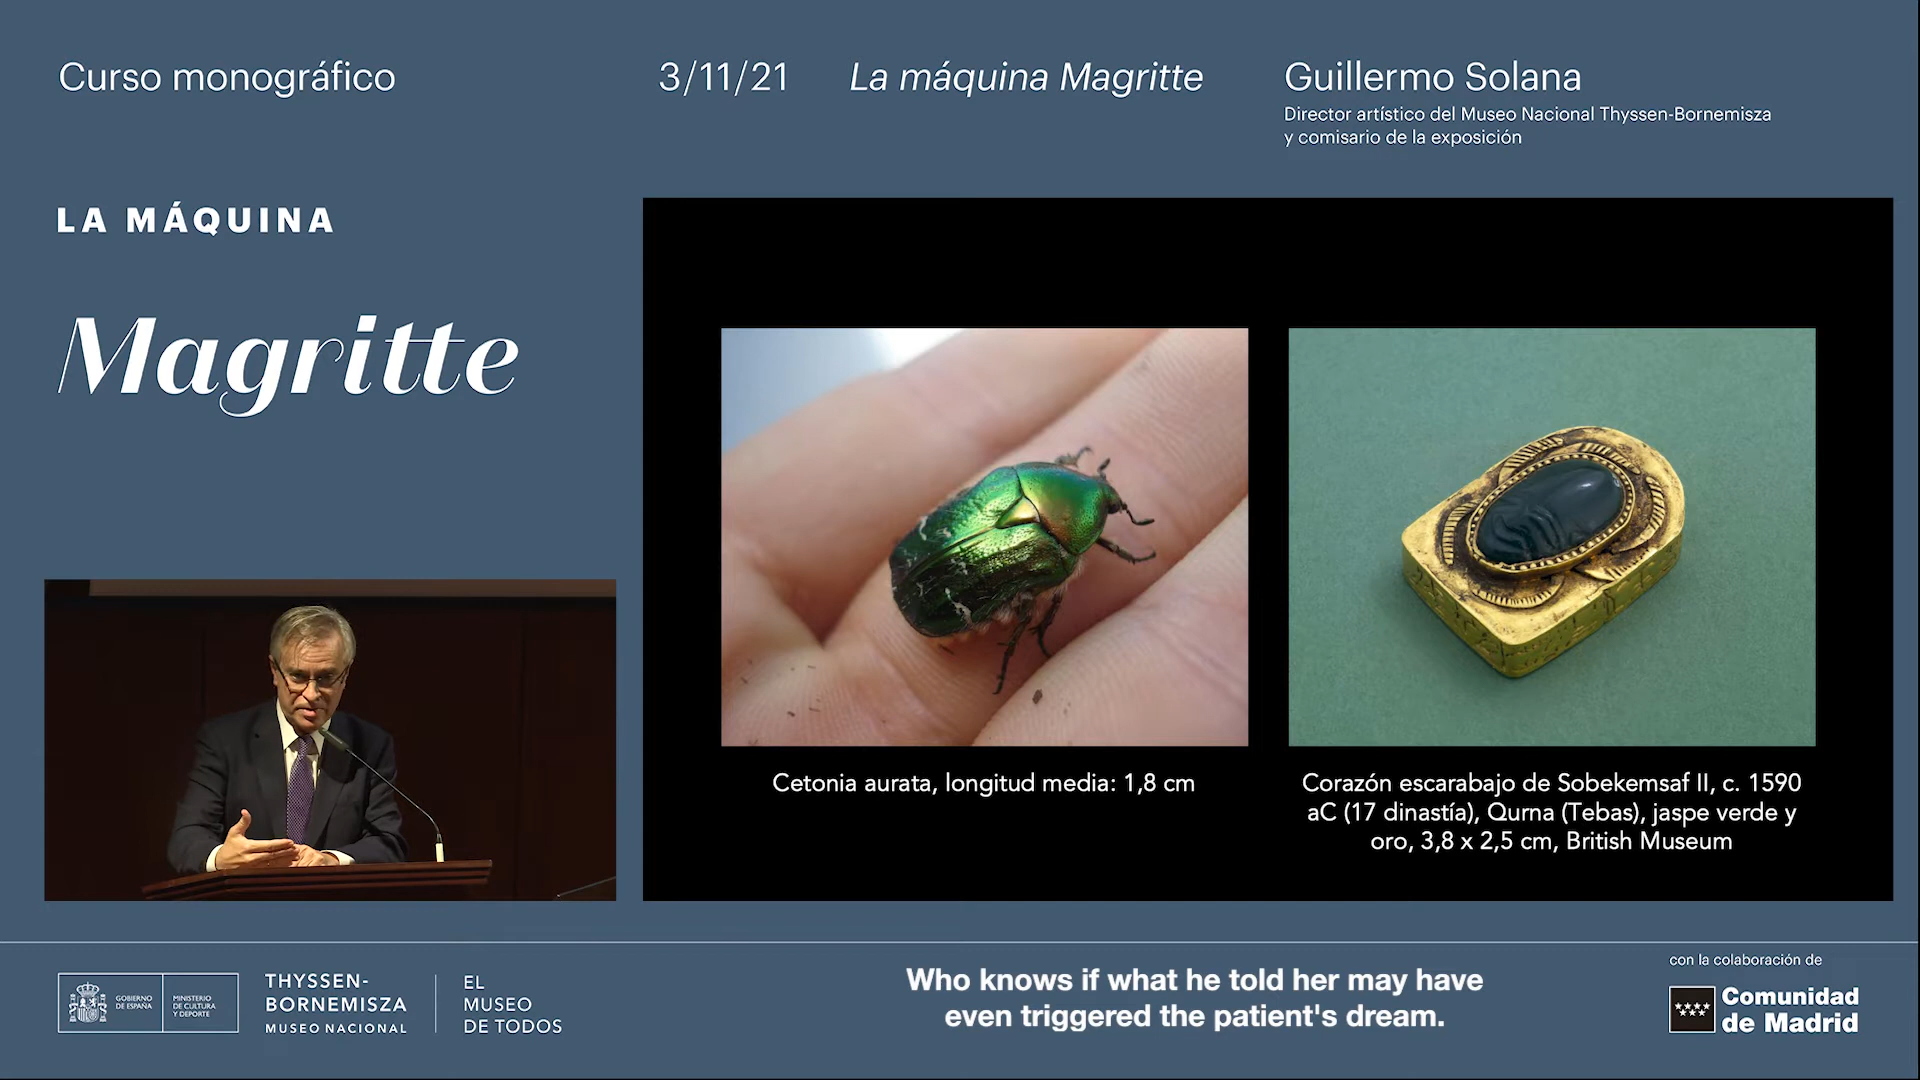 Curso monográfico
3/11/21
La máquina Magritte
Guillermo Solana
Director artístico del Museo Nacional Thyssen-Bornemisza
y comisario de la exposición
LA MÁQUINA
Magritte
Cetonia aurata, longitud media: 1,8 cm
Corazón escarabajo de Sobekemsaf II, c. 1590
aC (17 dinastía), Qurna (Tebas), jaspe verde y
oro, 3,8 x 2,5 cm, British Museum
GOBIERNO
DE ESPAÑA
MINISTERIO
DE CULTURA
Y DEPORTE
THYSSEN-
BORNEMISZA
MUSEO NACIONAL
EL
MUSEO
DE TODOS
Who knows if what he told her may have
even triggered the patient's dream.
con la colaboración de
Comunidad
de Madrid